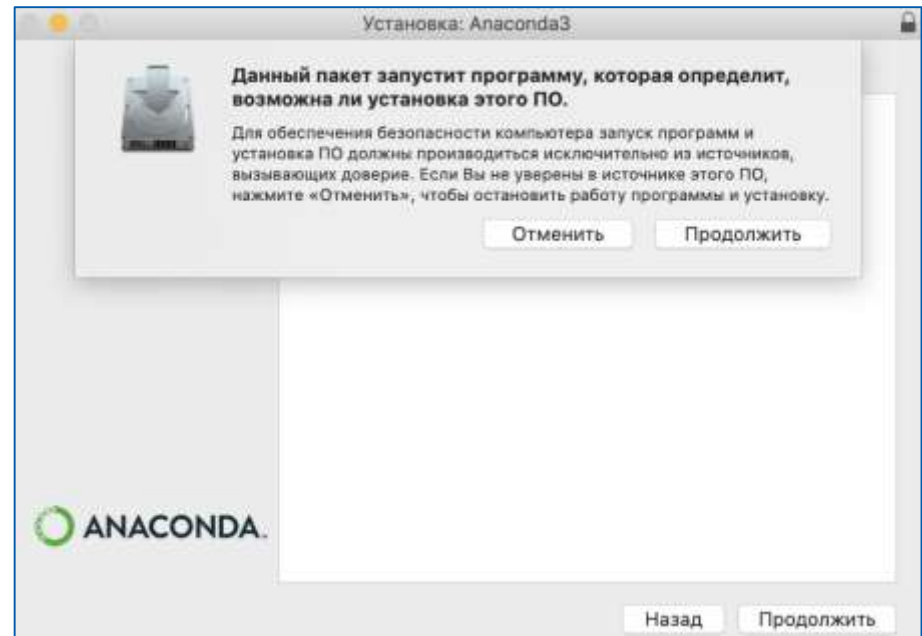 Установка: Anaconda3
Данный пакет запустит программу, которая определит,
возможна ли установка этого ПО.
Для обеспечения безопасности компьютера запуск программ и
установка ПО должны производиться исключительно из источников,
вызывающих доверие. Если Вы не уверены в источнике этого ПО,
нажмите «Отменить», чтобы остановить работу программы и установку.
Отменить Продолжить
ANACONDA.
Назад Продолжить